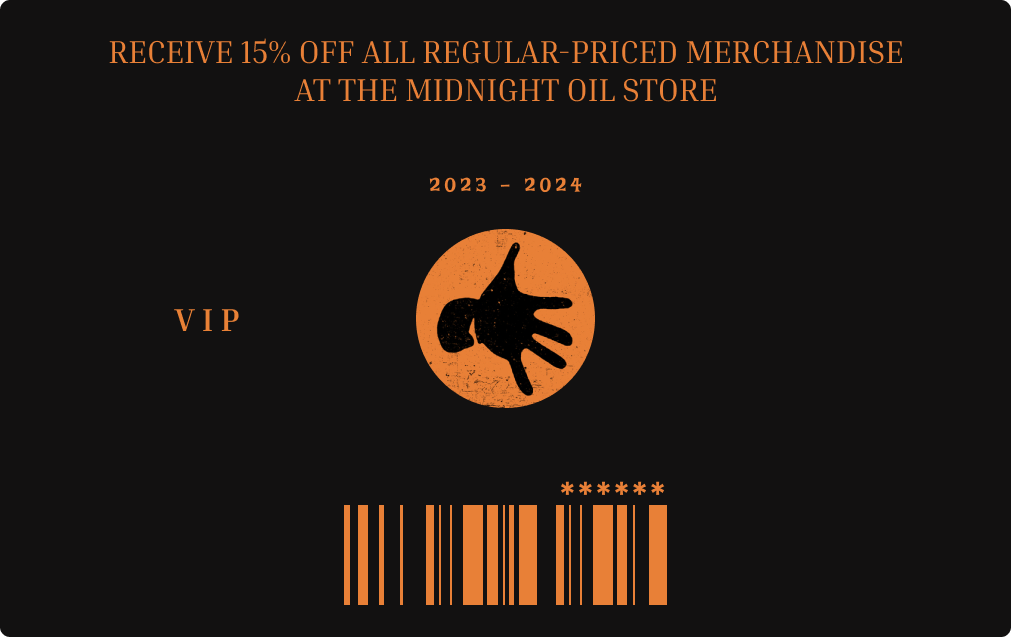 RECEIVE 15% OFF ALL REGULAR-PRICED MERCHANDISE
AT THE MIDNIGHT OIL STORE
2023 – 2024
VIP
******